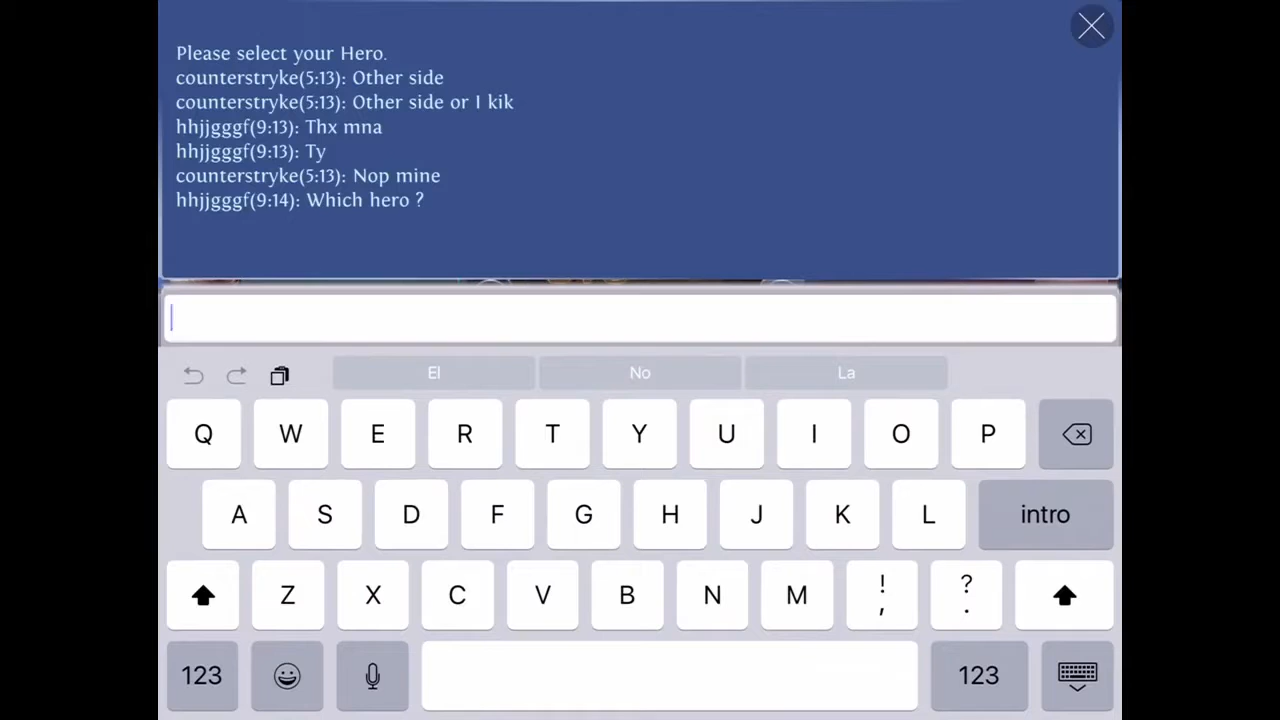 Please select your Hero.
counterstryke(5:13): Other side
counterstryke(5:13): Other side or I kik
hhjjgggf(9:13): Thx mna
hhjjgggf(9:13): Ty
counterstryke(5:13): Nop mine
hhjjgggf(9:14): Which hero ?
El No La
Q W E R T Y U I O P
A S D F G H J K L intro
Z X C V B N M ! , ? .
123 123